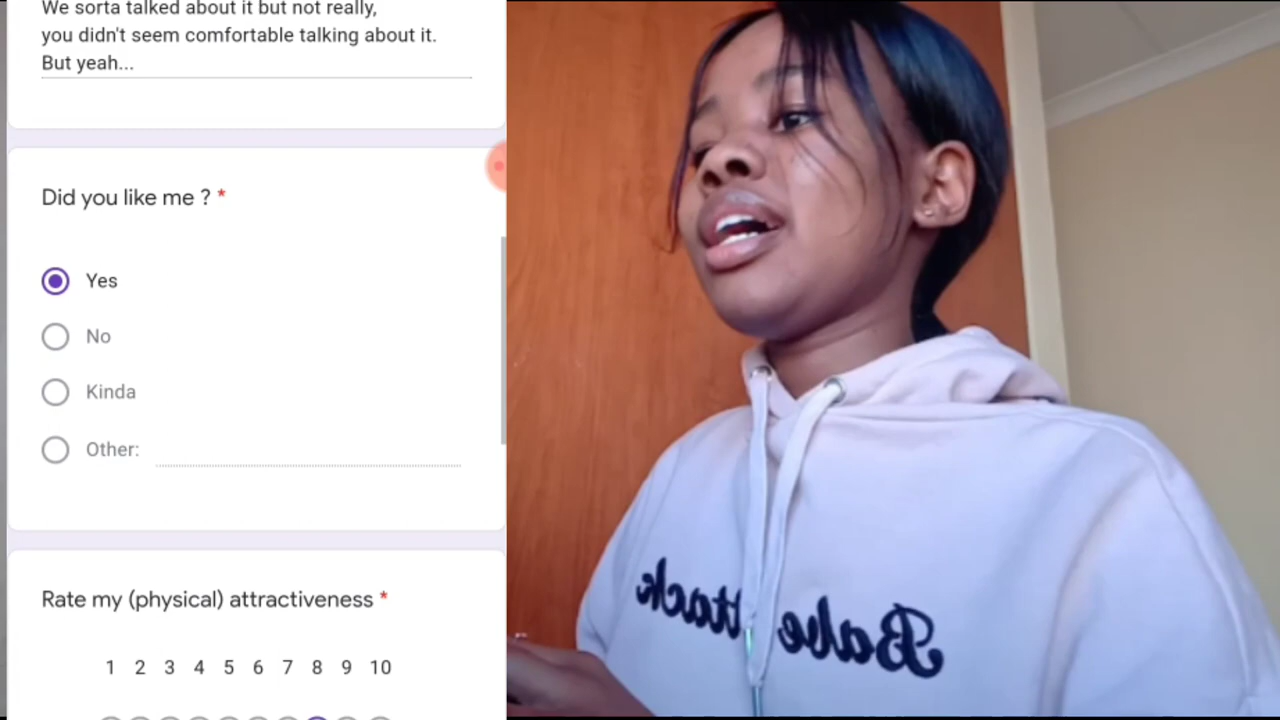 We sorta talked about it but not really,
you didn't seem comfortable talking about it.
But yeah...
Did you like me ? *
Yes
No
Kinda
Other:
Rate my (physical) attractiveness *
1 2 3 4 5 6 7 8 9 10
Babe
ttack